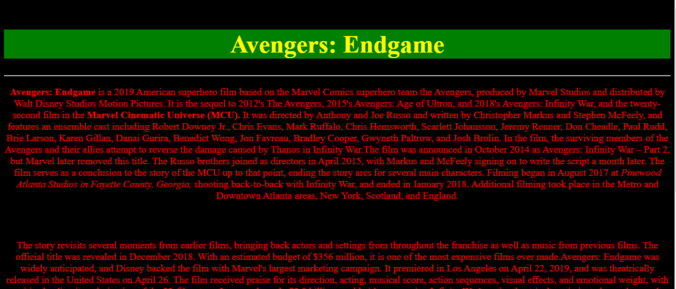 Avengers: Endgame
Avengers: Endgame is a 2019 American superhero film based on the Marvel Comics superhero team the Avengers, produced by Marvel Studios and distributed by
Walt Disney Studios Motion Pictures. It is the sequel to 2012's The Avengers, 2015's Avengers: Age of Ultron, and 2018's Avengers: Infinity War, and the twenty-
second film in the Marvel Cinematic Universe (MCU). It was directed by Anthony and Joe Russo and written by Christopher Markus and Stephen McFeely, and
features an ensemble cast including Robert Downey Jr., Chris Evans, Mark Ruffalo, Chris Hemsworth, Scarlett Johansson, Jeremy Renner, Don Cheadle, Paul Rudd,
Brie Larson, Karen Gillan, Danai Gurira, Benedict Wong, Jon Favreau, Bradley Cooper, Gwyneth Paltrow, and Josh Brolin. In the film, the surviving members of the
Avengers and their allies attempt to reverse the damage caused by Thanos in Infinity War.The film was announced in October 2014 as Avengers: Infinity War – Part 2,
but Marvel later removed this title. The Russo brothers joined as directors in April 2015, with Markus and McFeely signing on to write the script a month later. The
film serves as a conclusion to the story of the MCU up to that point, ending the story arcs for several main characters. Filming began in August 2017 at Pinewood
Atlanta Studios in Fayette County, Georgia, shooting back-to-back with Infinity War, and ended in January 2018. Additional filming took place in the Metro and
Downtown Atlanta areas, New York, Scotland, and England.
The story revisits several moments from earlier films, bringing back actors and settings from throughout the franchise as well as music from previous films. The
official title was revealed in December 2018. With an estimated budget of $356 million, it is one of the most expensive films ever made.Avengers: Endgame was
widely anticipated, and Disney backed the film with Marvel's largest marketing campaign. It premiered in Los Angeles on April 22, 2019, and was theatrically
released in the United States on April 26. The film received praise for its direction, acting, musical score, action sequences, visual effects, and emotional weight, with